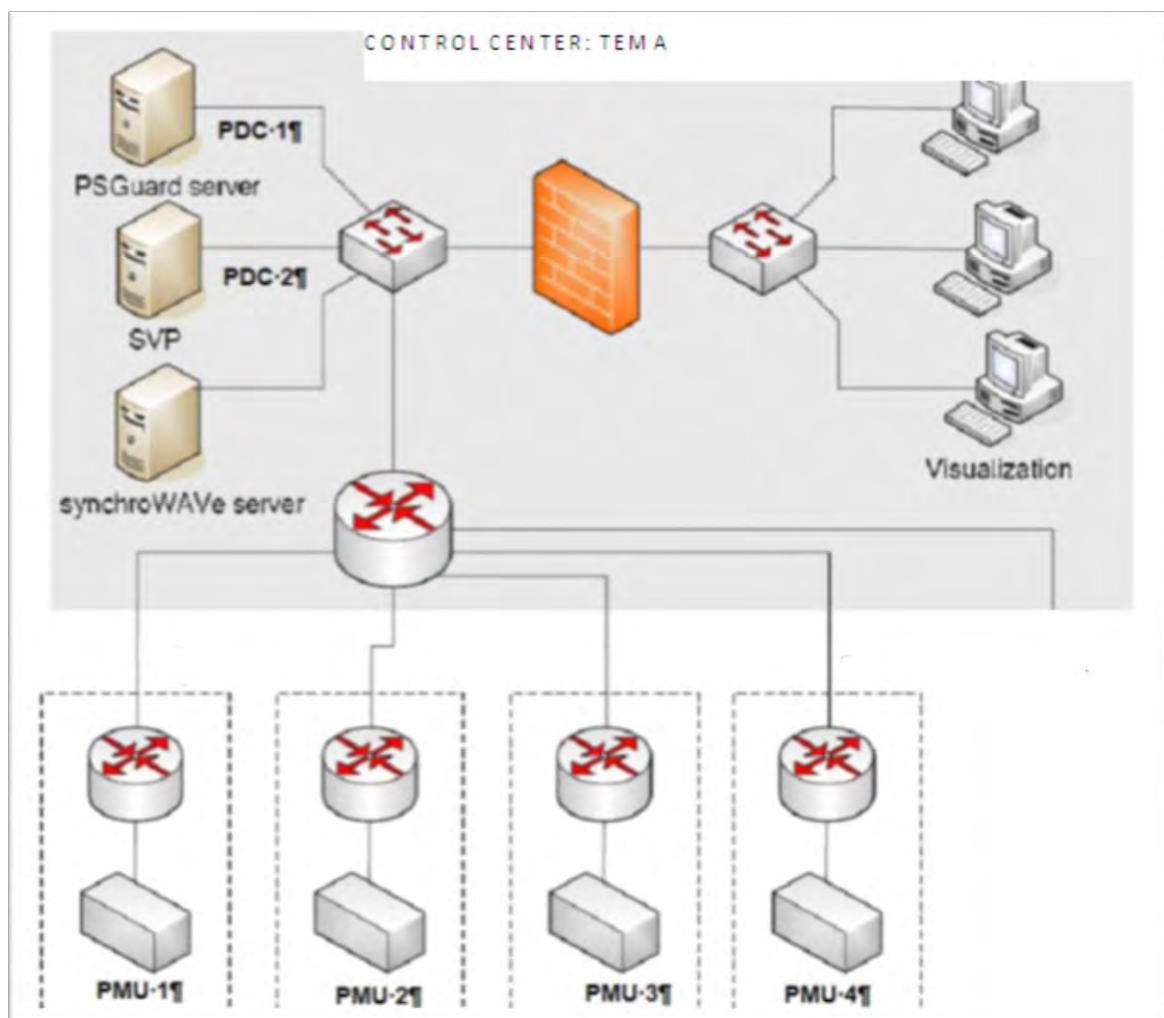 CONTROL CENTER: TEMA
PDC·1¶
PSGuard server
PDC·2¶
SVP
synchroWAVe server
Visualization
PMU·1¶
PMU·2¶
PMU·3¶
PMU·4¶